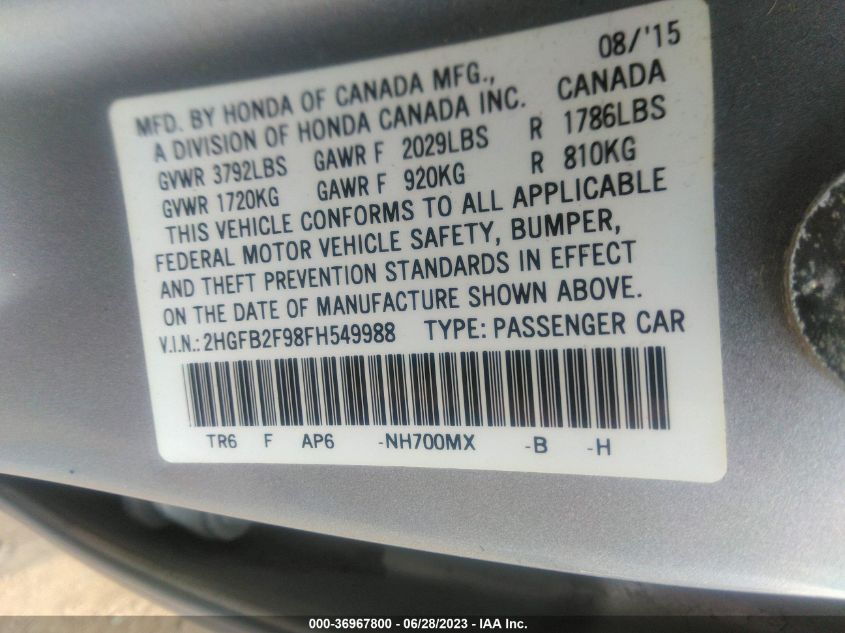 08/'15
MFD. BY HONDA OF CANADA MFG.,
A DIVISION OF HONDA CANADA INC. CANADA
GVWR 3792LBS GAWR F 2029LBS R 1786LBS
GVWR 1720KG GAWR F 920KG R 810KG
THIS VEHICLE CONFORMS TO ALL APPLICABLE
FEDERAL MOTOR VEHICLE SAFETY, BUMPER,
AND THEFT PREVENTION STANDARDS IN EFFECT
ON THE DATE OF MANUFACTURE SHOWN ABOVE.
V.I.N.: 2HGFB2F98FH549988 TYPE: PASSENGER CAR
TR6 F AP6 -NH700MX -B -H
000-36967800 - 06/28/2023 - IAA Inc.